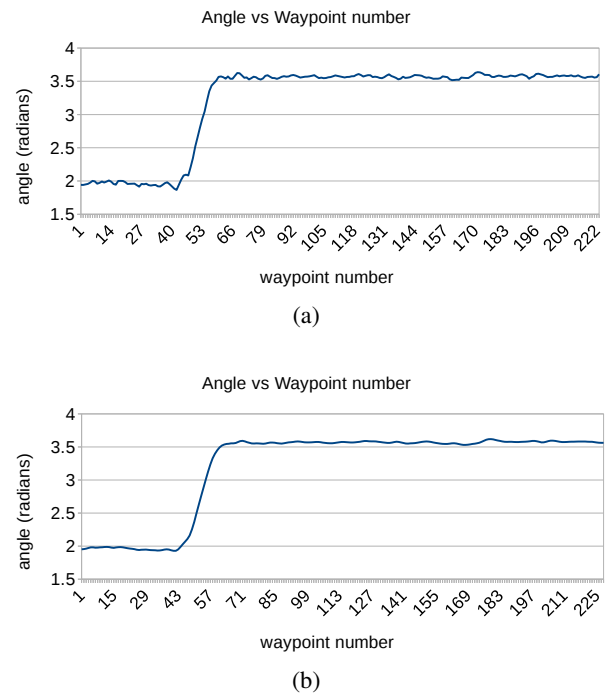 Angle vs Waypoint number
angle (radians)
4
3.5
3
2.5
2
1.5
1 14 27 40 53 66 79 92 105 118 131 144 157 170 183 196 209 222
waypoint number
(a)
Angle vs Waypoint number
angle (radians)
4
3.5
3
2.5
2
1.5
1 15 29 43 57 71 85 99 113 127 141 155 169 183 197 211 225
waypoint number
(b)